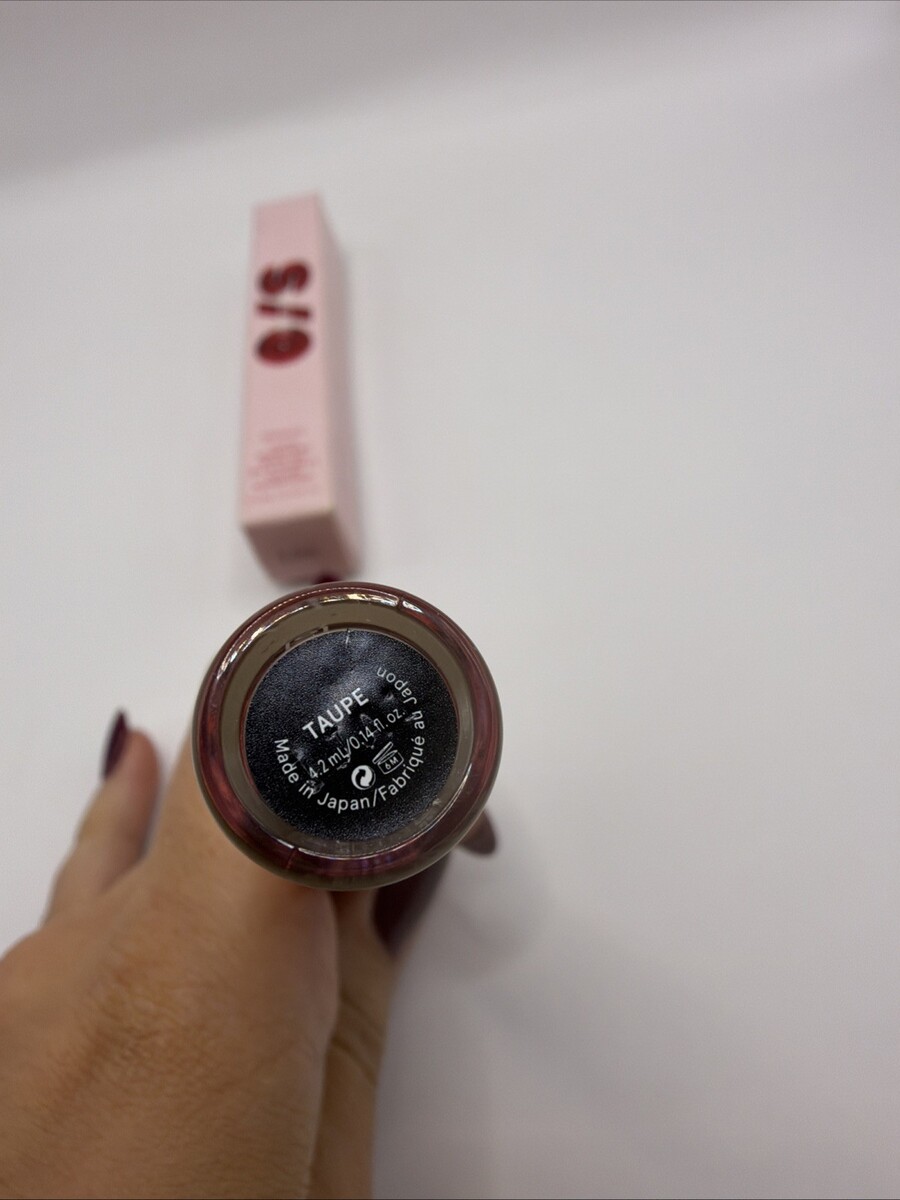 o/s
TAUPE
4.2 mL/0.14 fl. oz.
6M
Made in Japan/Fabriqué au Japon